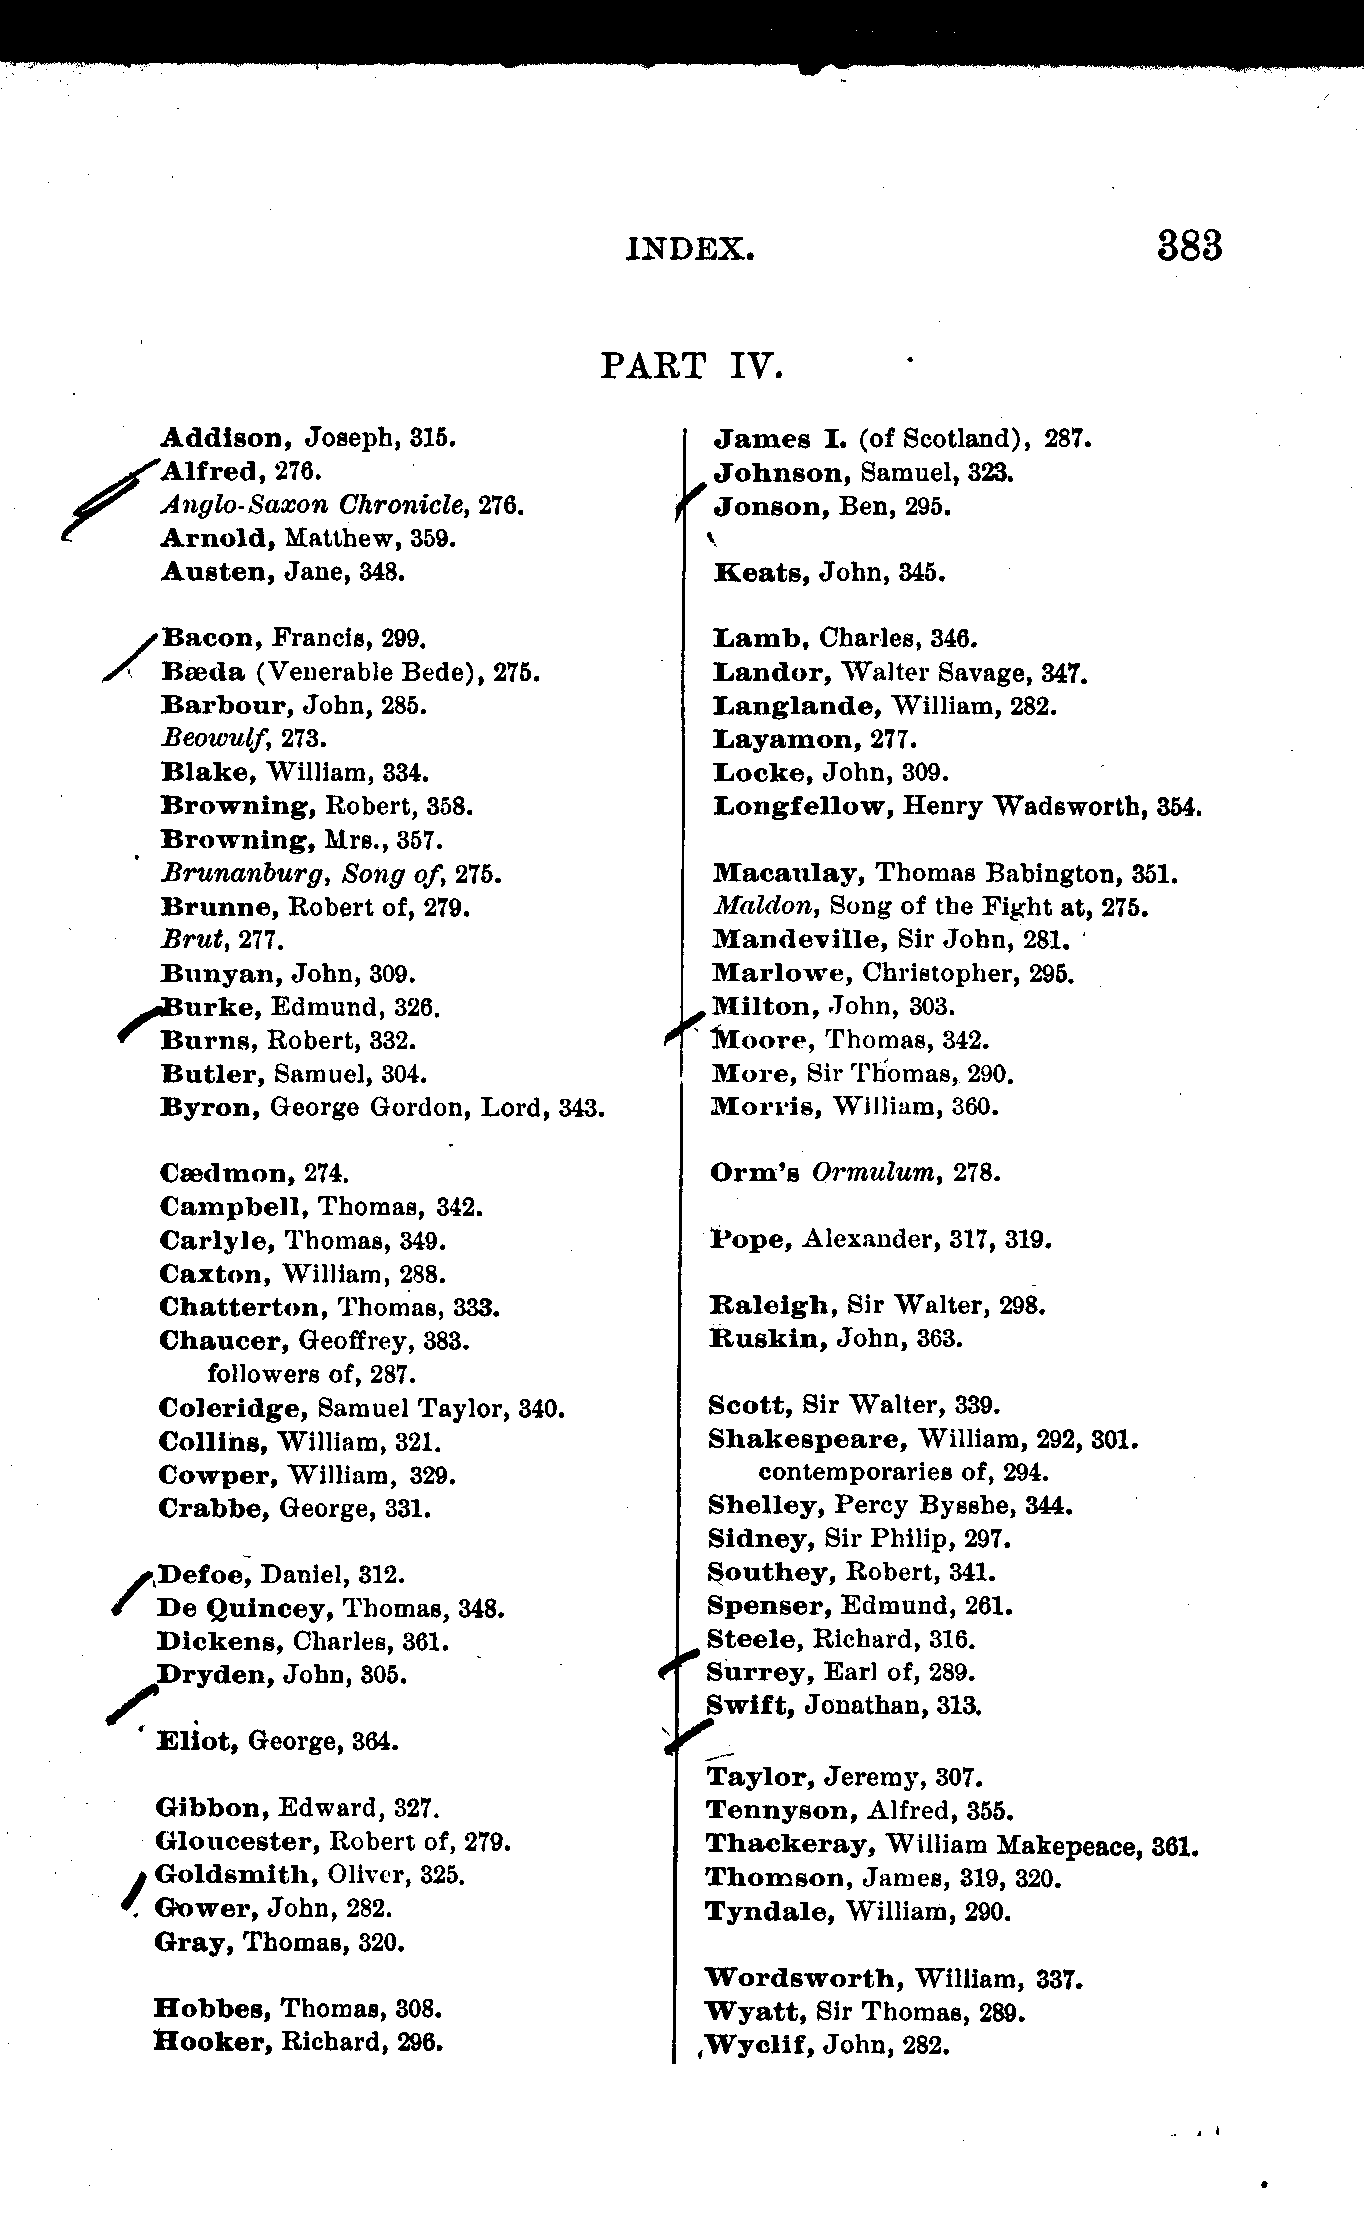 INDEX. 383
PART IV.
Addison, Joseph, 315.
Alfred, 276.
Anglo-Saxon Chronicle, 276.
Arnold, Matthew, 359.
Austen, Jane, 348.
Bacon, Francis, 299.
Bæda (Venerable Bede), 275.
Barbour, John, 285.
Beowulf, 273.
Blake, William, 334.
Browning, Robert, 358.
Browning, Mrs., 357.
Brunanburg, Song of, 275.
Brunne, Robert of, 279.
Brut, 277.
Bunyan, John, 309.
Burke, Edmund, 326.
Burns, Robert, 332.
Butler, Samuel, 304.
Byron, George Gordon, Lord, 343.
Cædmon, 274.
Campbell, Thomas, 342.
Carlyle, Thomas, 349.
Caxton, William, 288.
Chatterton, Thomas, 333.
Chaucer, Geoffrey, 383.
followers of, 287.
Coleridge, Samuel Taylor, 340.
Collins, William, 321.
Cowper, William, 329.
Crabbe, George, 331.
Defoe, Daniel, 312.
De Quincey, Thomas, 348.
Dickens, Charles, 361.
Dryden, John, 305.
Eliot, George, 364.
Gibbon, Edward, 327.
Gloucester, Robert of, 279.
Goldsmith, Oliver, 325.
Gower, John, 282.
Gray, Thomas, 320.
Hobbes, Thomas, 308.
Hooker, Richard, 296.
James I. (of Scotland), 287.
Johnson, Samuel, 323.
Jonson, Ben, 295.
Keats, John, 345.
Lamb, Charles, 346.
Landor, Walter Savage, 347.
Langlande, William, 282.
Layamon, 277.
Locke, John, 309.
Longfellow, Henry Wadsworth, 354.
Macaulay, Thomas Babington, 351.
Maldon, Song of the Fight at, 275.
Mandeville, Sir John, 281.
Marlowe, Christopher, 295.
Milton, John, 303.
Moore, Thomas, 342.
More, Sir Thomas, 290.
Morris, William, 360.
Orm's Ormulum, 278.
Pope, Alexander, 317, 319.
Raleigh, Sir Walter, 298.
Ruskin, John, 363.
Scott, Sir Walter, 339.
Shakespeare, William, 292, 301.
contemporaries of, 294.
Shelley, Percy Bysshe, 344.
Sidney, Sir Philip, 297.
Southey, Robert, 341.
Spenser, Edmund, 261.
Steele, Richard, 316.
Surrey, Earl of, 289.
Swift, Jonathan, 313.
Taylor, Jeremy, 307.
Tennyson, Alfred, 355.
Thackeray, William Makepeace, 361.
Thomson, James, 319, 320.
Tyndale, William, 290.
Wordsworth, William, 337.
Wyatt, Sir Thomas, 289.
Wyclif, John, 282.